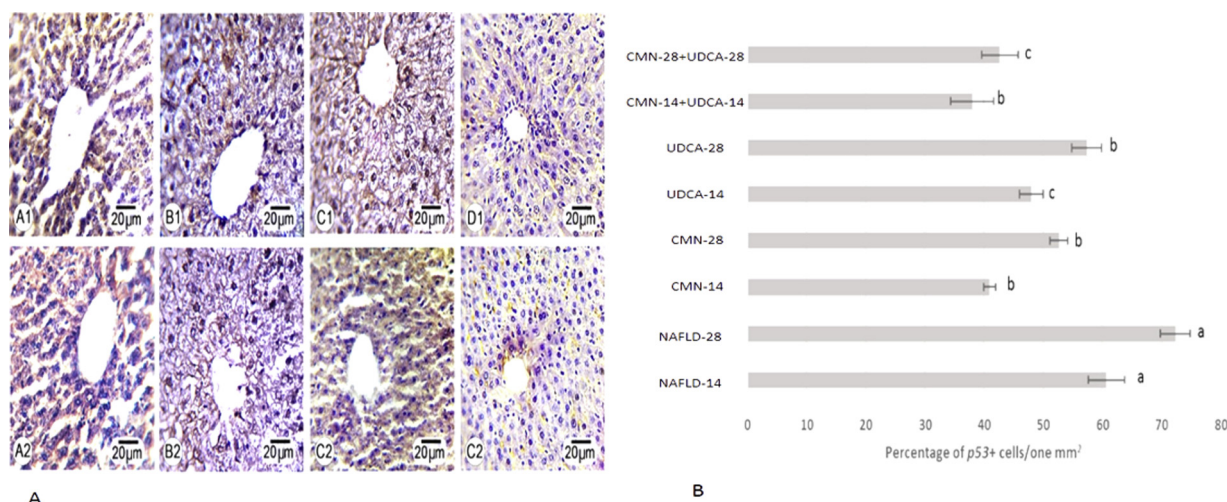 A1
20µm
B1
20µm
C1
20µm
D1
20µm
A2
20µm
B2
20µm
C2
20µm
C2
20µm
A
CMN-28+UDCA-28 c
CMN-14+UDCA-14 b
UDCA-28 b
UDCA-14 c
CMN-28 b
CMN-14 b
NAFLD-28 a
NAFLD-14 a
0 10 20 30 40 50 60 70 80
Percentage of p53+ cells/one mm²
B